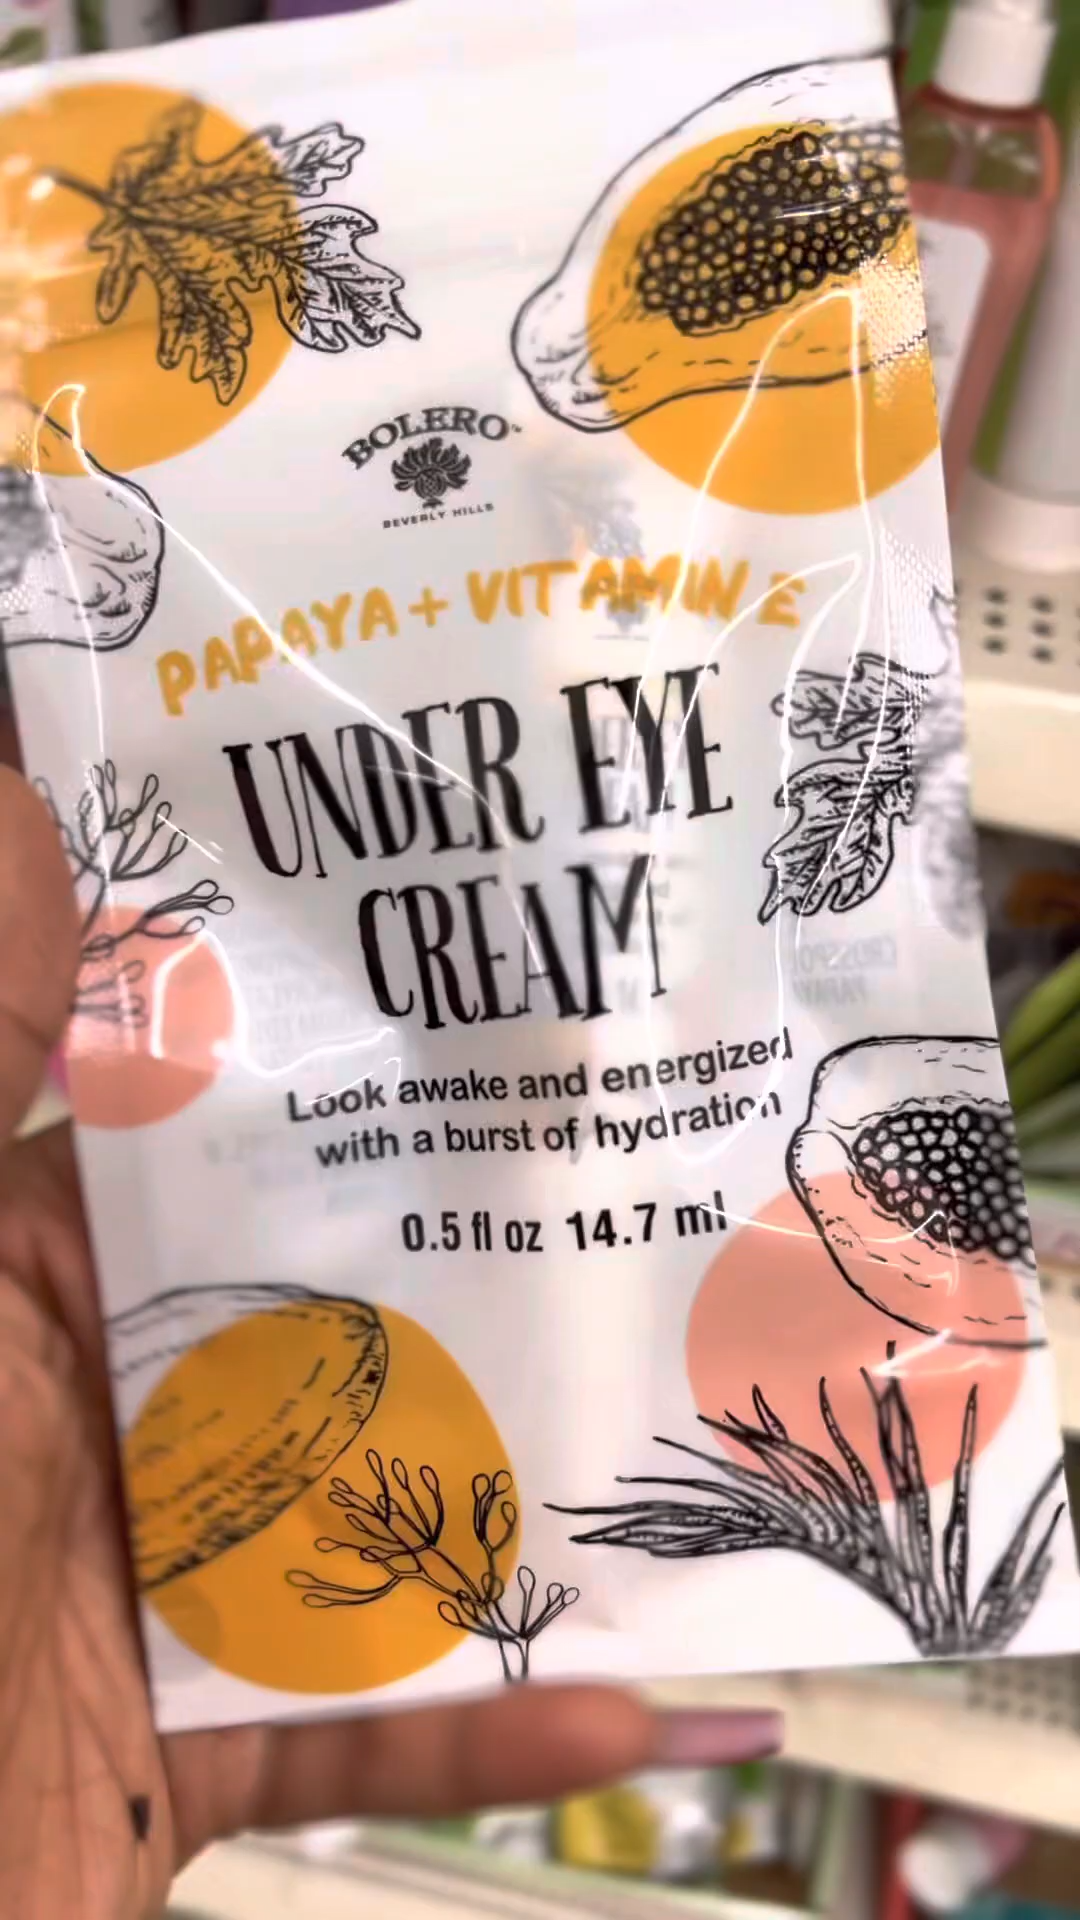 BOLERO
BEVERLY HILLS
PAPAYA + VITAMIN E
UNDER EYE
CREAM
Look awake and energized
with a burst of hydration
0.5 fl oz 14.7 ml